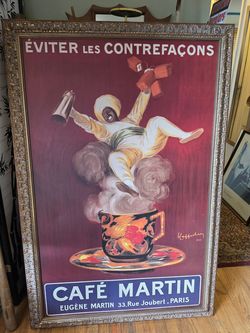 ÉVITER LES CONTREFAÇONS
CAFÉ MARTIN
EUGÈNE MARTIN 33, Rue Joubert. PARIS